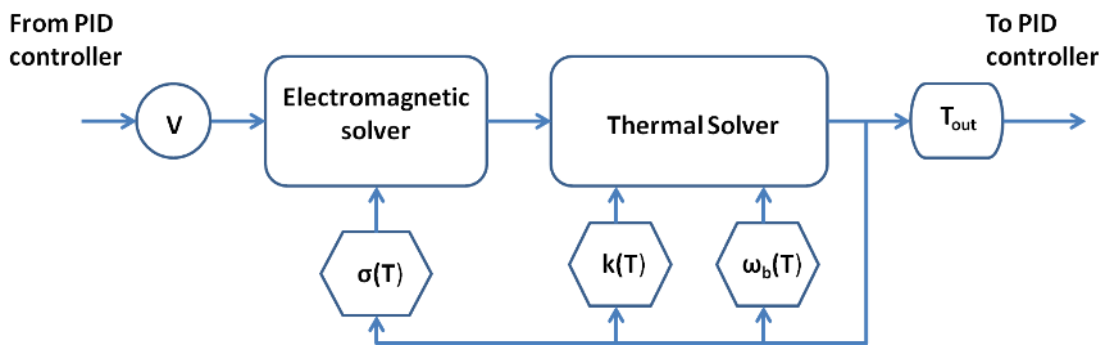 From PID
controller
To PID
controller
V
Electromagnetic
solver
Thermal Solver
Tout
σ(T)
k(T)
ωb(T)